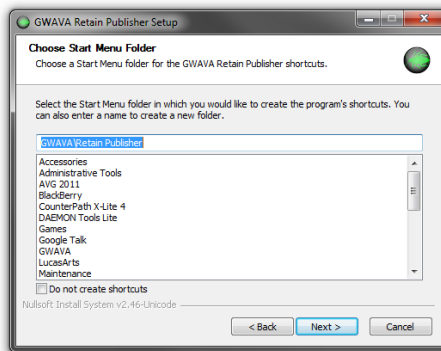 GWAVA Retain Publisher Setup
Choose Start Menu Folder
Choose a Start Menu folder for the GWAVA Retain Publisher shortcuts.
Select the Start Menu folder in which you would like to create the program's shortcuts. You
can also enter a name to create a new folder.
GWAVA\Retain Publisher
Accessories
Administrative Tools
AVG 2011
BlackBerry
CounterPath X-Lite 4
DAEMON Tools Lite
Games
Google Talk
GWAVA
LucasArts
Maintenance
Do not create shortcuts
Nullsoft Install System v2.46-Unicode
< Back
Next >
Cancel